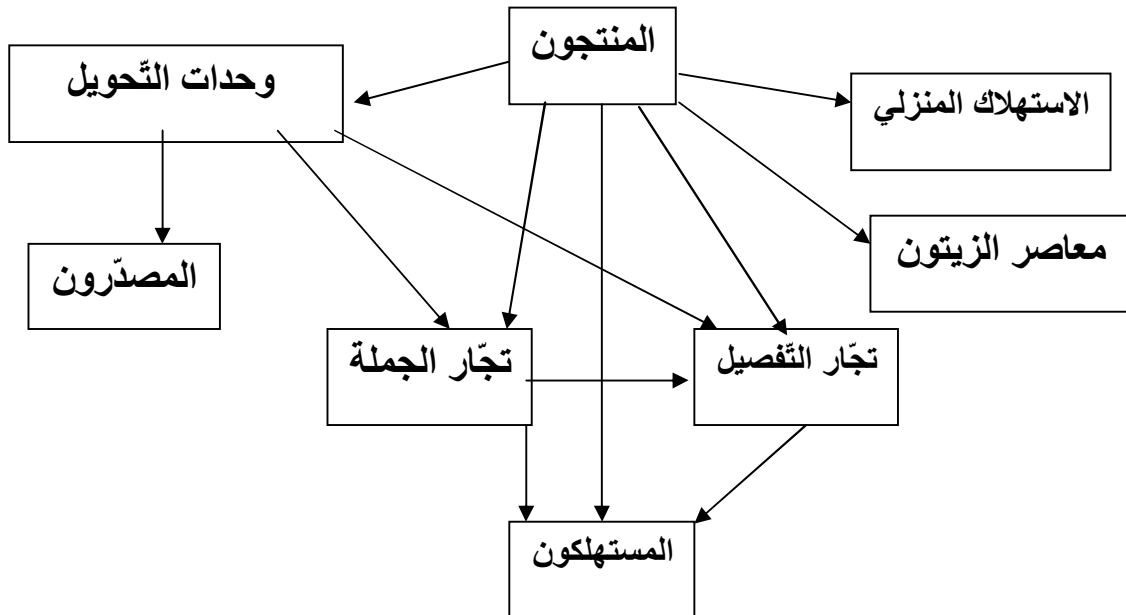 المنتجون
وحدات التّحويل
الاستهلاك المنزلي
معاصر الزيتون
المصدّرون
تجّار الجملة
تجّار التّفصيل
المستهلكون